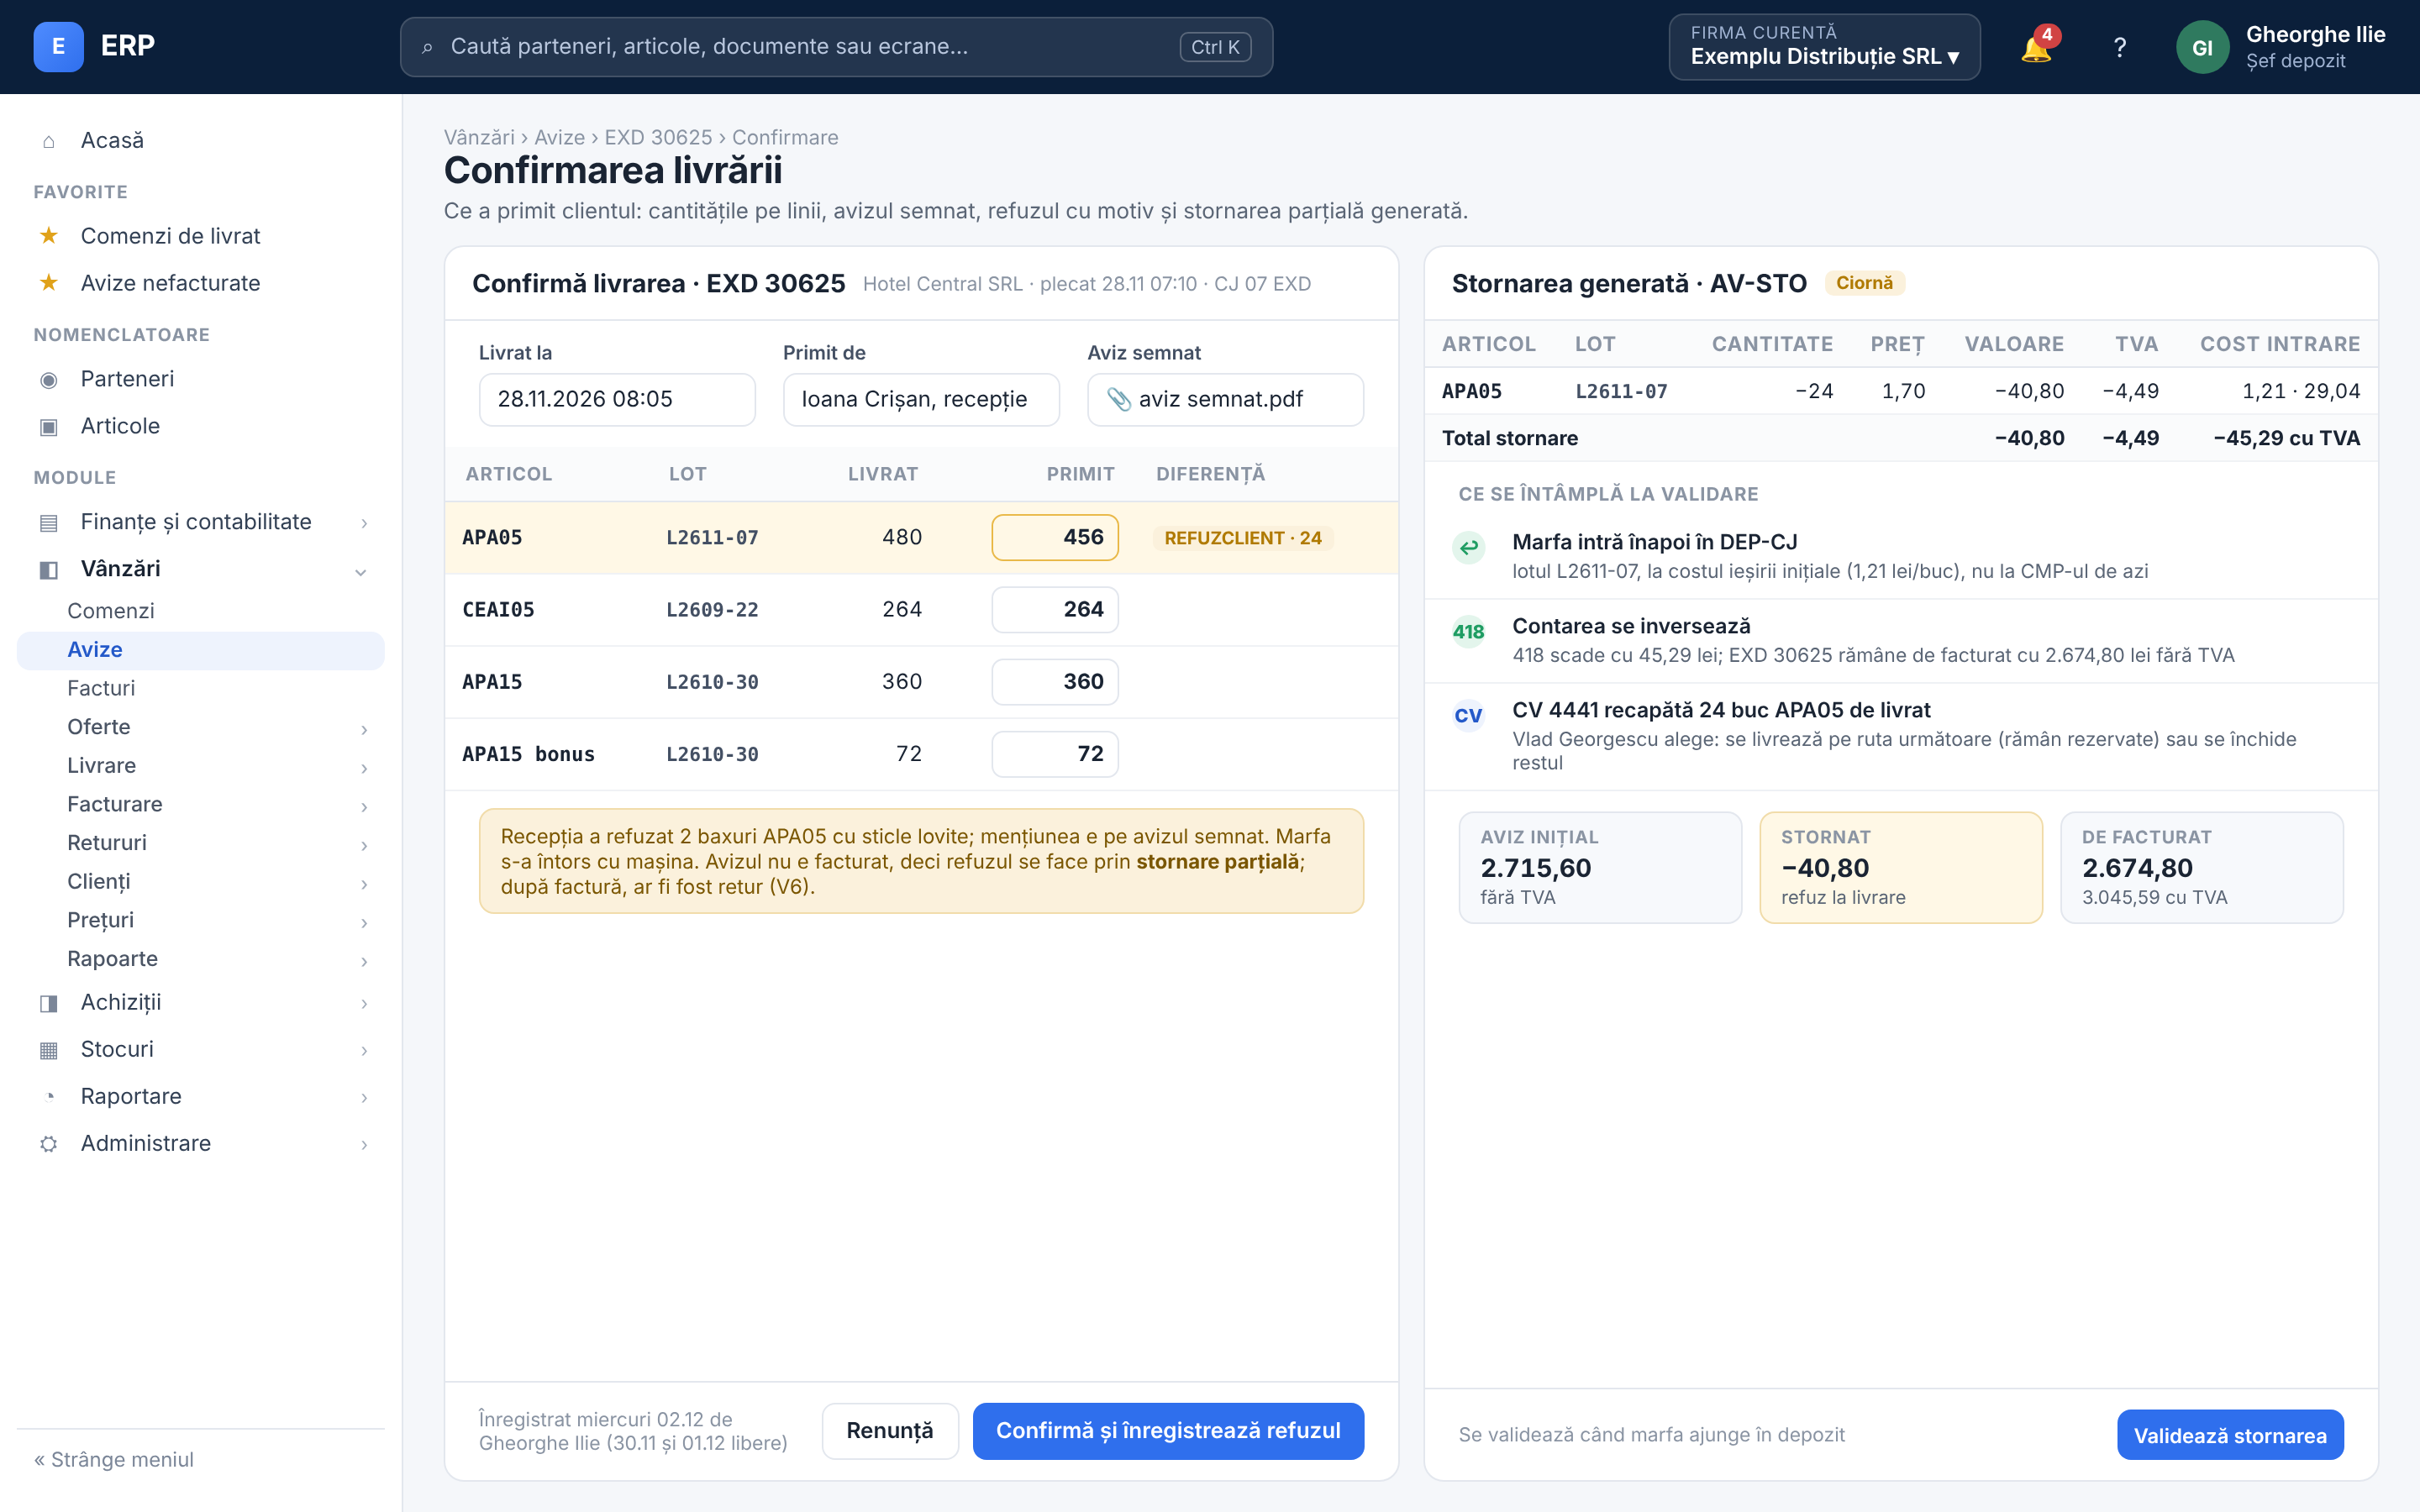 E ERP
Caută parteneri, articole, documente sau ecrane... Ctrl K
FIRMA CURENTĂ
Exemplu Distribuție SRL ▾
4
?
GI
Gheorghe Ilie
Șef depozit
Acasă
FAVORITE
★ Comenzi de livrat
★ Avize nefacturate
NOMENCLATOARE
Parteneri
Articole
MODULE
Finanțe și contabilitate ›
Vânzări
Comenzi
Avize
Facturi
Oferte ›
Livrare ›
Facturare ›
Retururi ›
Clienți ›
Prețuri ›
Rapoarte ›
Achiziții ›
Stocuri ›
Raportare ›
Administrare ›
« Strânge meniul
Vânzări › Avize › EXD 30625 › Confirmare
Confirmarea livrării
Ce a primit clientul: cantitățile pe linii, avizul semnat, refuzul cu motiv și stornarea parțială generată.
Confirmă livrarea · EXD 30625 Hotel Central SRL · plecat 28.11 07:10 · CJ 07 EXD
Livrat la Primit de Aviz semnat
28.11.2026 08:05 Ioana Crișan, recepție 📎 aviz semnat.pdf
ARTICOL LOT LIVRAT PRIMIT DIFERENȚĂ
APA05 L2611-07 480 456 REFUZCLIENT · 24
CEAI05 L2609-22 264 264
APA15 L2610-30 360 360
APA15 bonus L2610-30 72 72
Recepția a refuzat 2 baxuri APA05 cu sticle lovite; mențiunea e pe avizul semnat. Marfa
s-a întors cu mașina. Avizul nu e facturat, deci refuzul se face prin stornare parțială;
după factură, ar fi fost retur (V6).
Înregistrat miercuri 02.12 de
Gheorghe Ilie (30.11 și 01.12 libere)
Renunță
Confirmă și înregistrează refuzul
Stornarea generată · AV-STO Ciornă
ARTICOL LOT CANTITATE PREȚ VALOARE TVA COST INTRARE
APA05 L2611-07 −24 1,70 −40,80 −4,49 1,21 · 29,04
Total stornare −40,80 −4,49 −45,29 cu TVA
CE SE ÎNTÂMPLĂ LA VALIDARE
↩ Marfa intră înapoi în DEP-CJ
lotul L2611-07, la costul ieșirii inițiale (1,21 lei/buc), nu la CMP-ul de azi
418 Contarea se inversează
418 scade cu 45,29 lei; EXD 30625 rămâne de facturat cu 2.674,80 lei fără TVA
CV CV 4441 recapătă 24 buc APA05 de livrat
Vlad Georgescu alege: se livrează pe ruta următoare (rămân rezervate) sau se închide
restul
AVIZ INIȚIAL STORNAT DE FACTURAT
2.715,60 −40,80 2.674,80
fără TVA refuz la livrare 3.045,59 cu TVA
Se validează când marfa ajunge în depozit
Validează stornarea